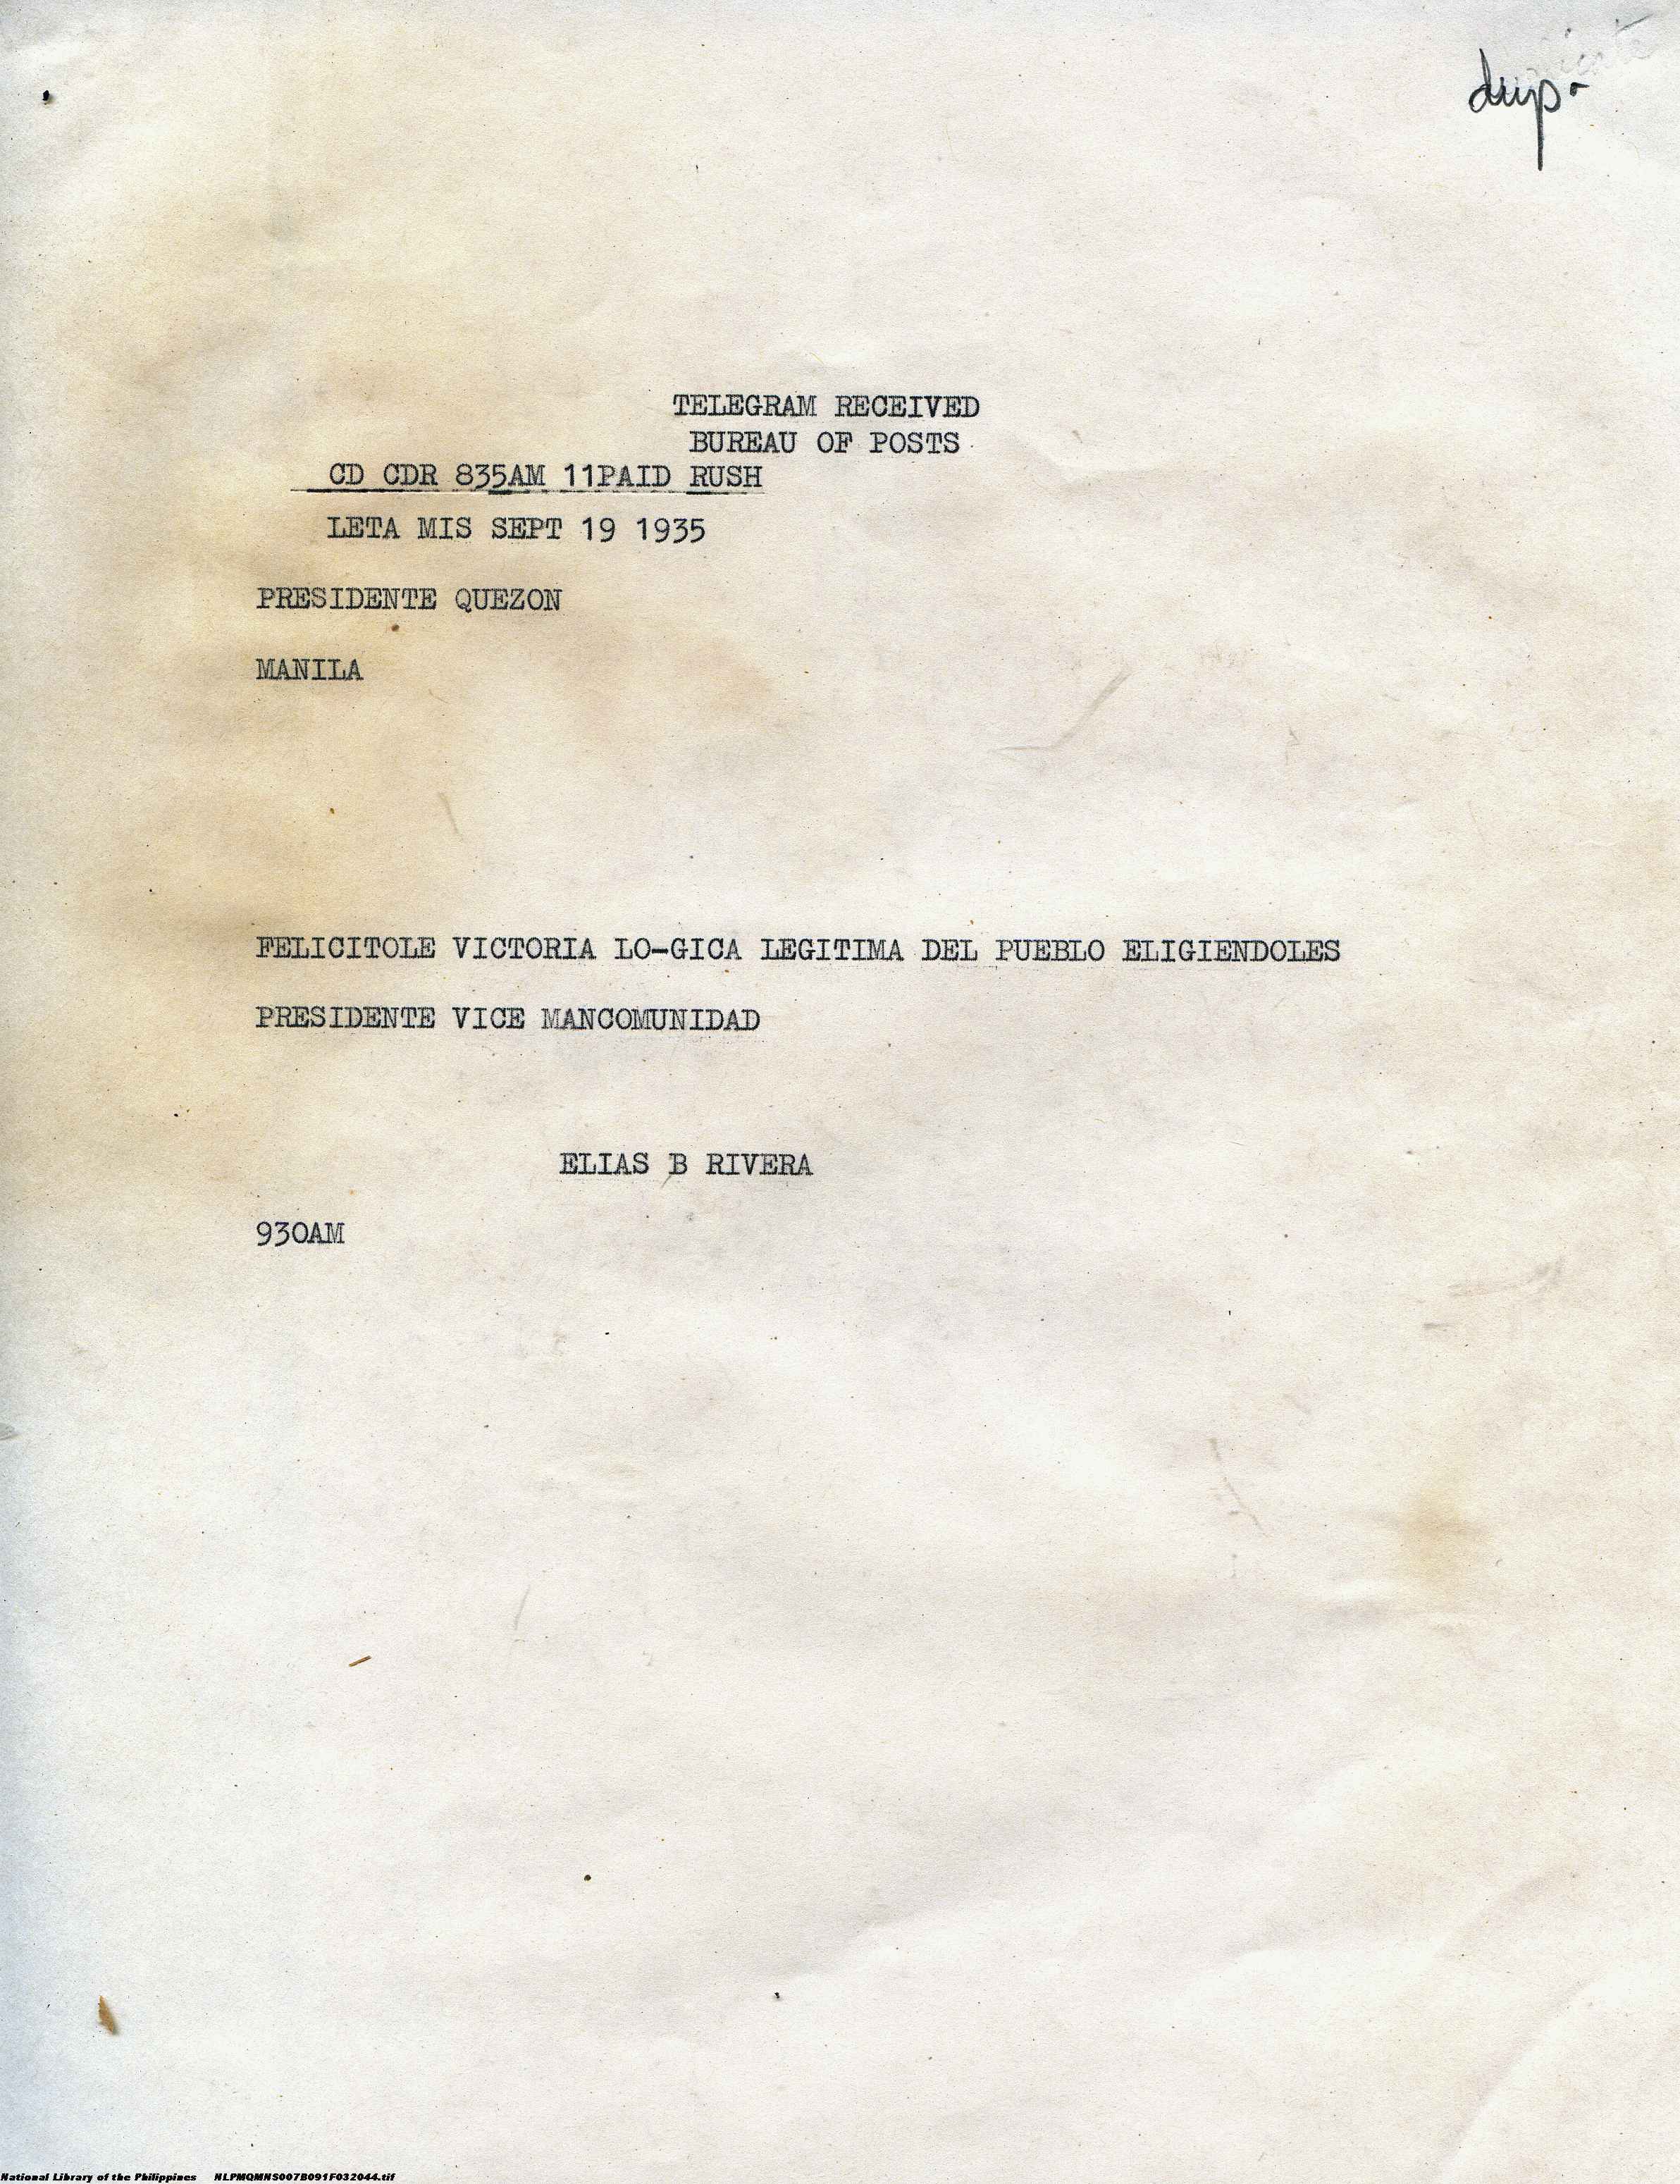 dup.
TELEGRAM RECEIVED
BUREAU OF POSTS
CD CDR 835AM 11PAID RUSH
LETA MIS SEPT 19 1935
PRESIDENTE QUEZON
MANILA
FELICITOLE VICTORIA LO-GICA LEGITIMA DEL PUEBLO ELIGIENDOLES
PRESIDENTE VICE MANCOMUNIDAD
ELIAS B RIVERA
930AM
National Library of the Philippines NLPMQMNS007B091F032044.tif